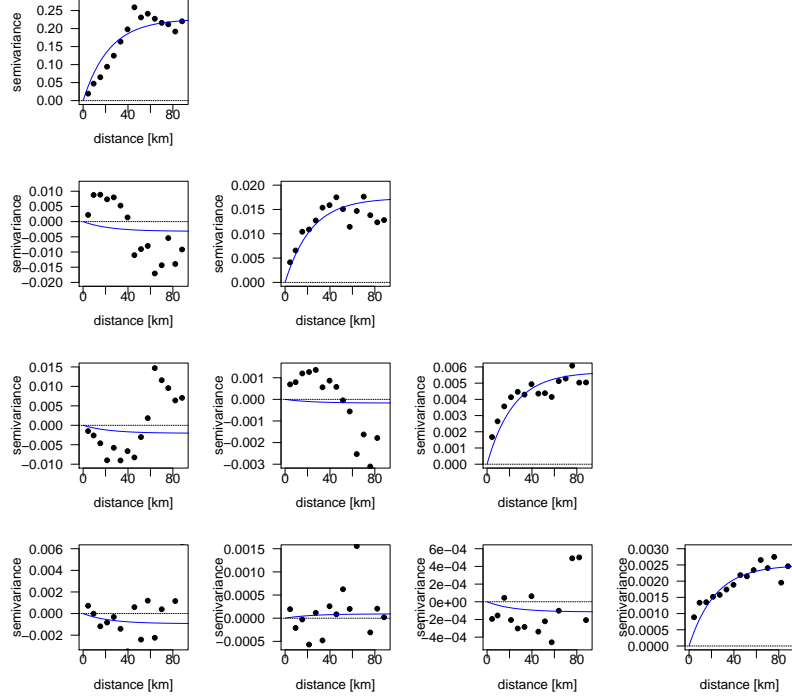 0.25
0.20
0.15
0.10
0.05
0.00
semivariance
0 40 80
distance [km]
0.010
0.005
0.000
−0.005
−0.010
−0.015
−0.020
semivariance
0 40 80
distance [km]
0.020
0.015
0.010
0.005
0.000
semivariance
0 40 80
distance [km]
0.015
0.010
0.005
0.000
−0.005
−0.010
semivariance
0 40 80
distance [km]
0.001
0.000
−0.001
−0.002
−0.003
semivariance
0 40 80
distance [km]
0.006
0.005
0.004
0.003
0.002
0.001
0.000
semivariance
0 40 80
distance [km]
0.006
0.004
0.002
0.000
−0.002
semivariance
0 40 80
distance [km]
0.0015
0.0010
0.0005
0.0000
−0.0005
semivariance
0 40 80
distance [km]
6e−04
4e−04
2e−04
0e+00
−2e−04
−4e−04
semivariance
0 40 80
distance [km]
0.0030
0.0025
0.0020
0.0015
0.0010
0.0005
0.0000
semivariance
0 40 80
distance [km]